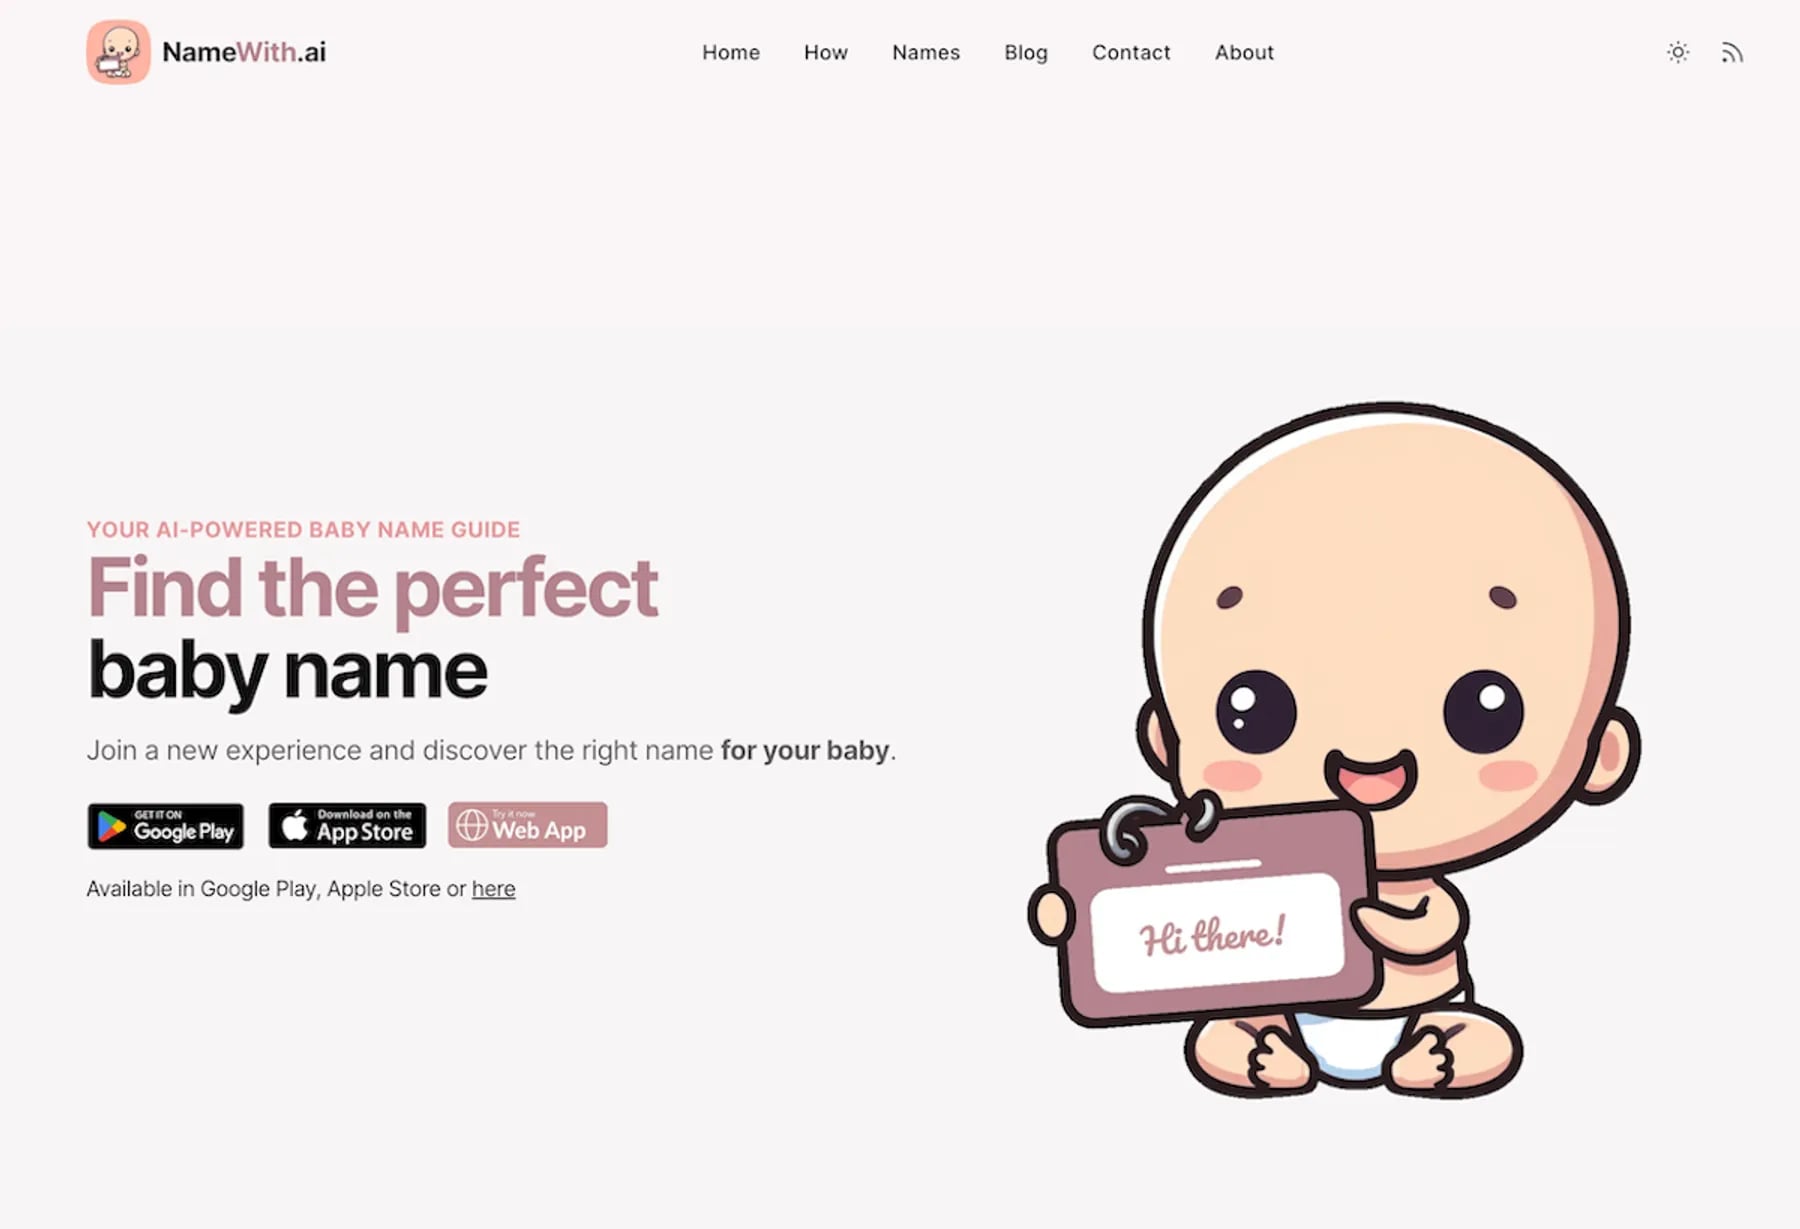 NameWith.ai
Home How Names Blog Contact About
YOUR AI-POWERED BABY NAME GUIDE
Find the perfect
baby name
Join a new experience and discover the right name for your baby.
GET IT ON
Google Play
Download on the
App Store
Try it now
Web App
Available in Google Play, Apple Store or here
Hi there!